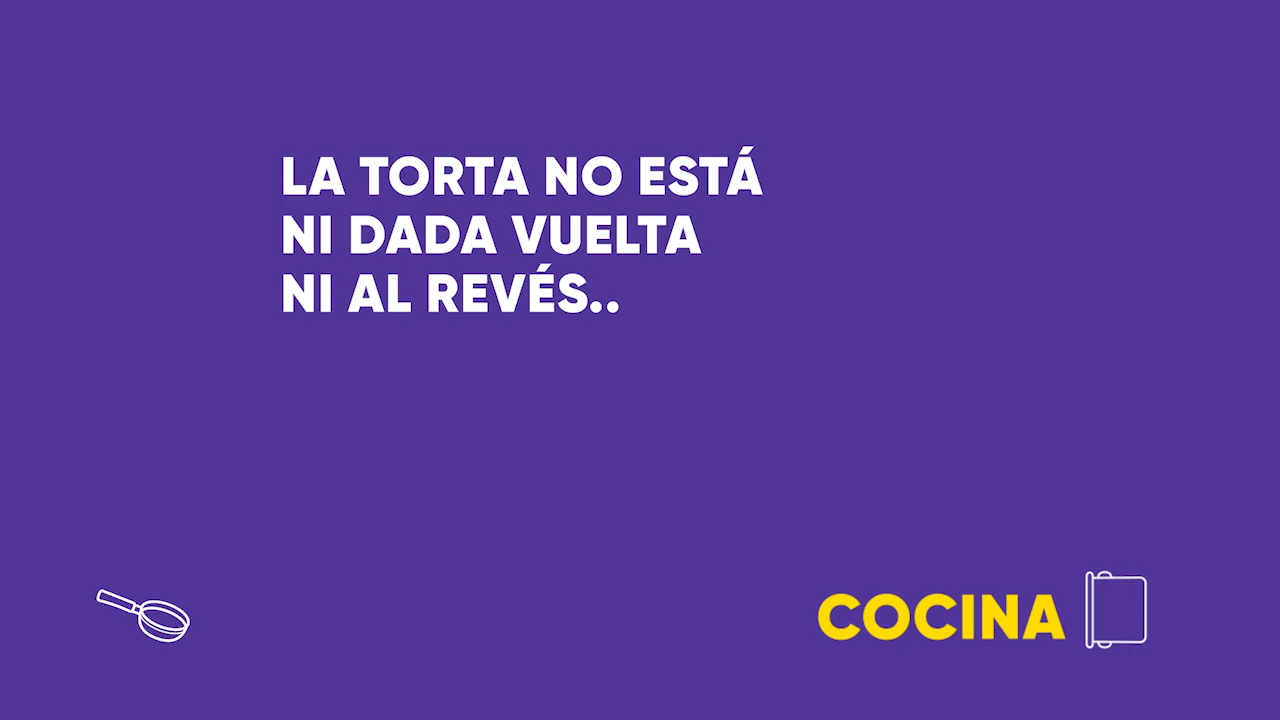 LA TORTA NO ESTÁ
NI DADA VUELTA
NI AL REVÉS..
COCINA